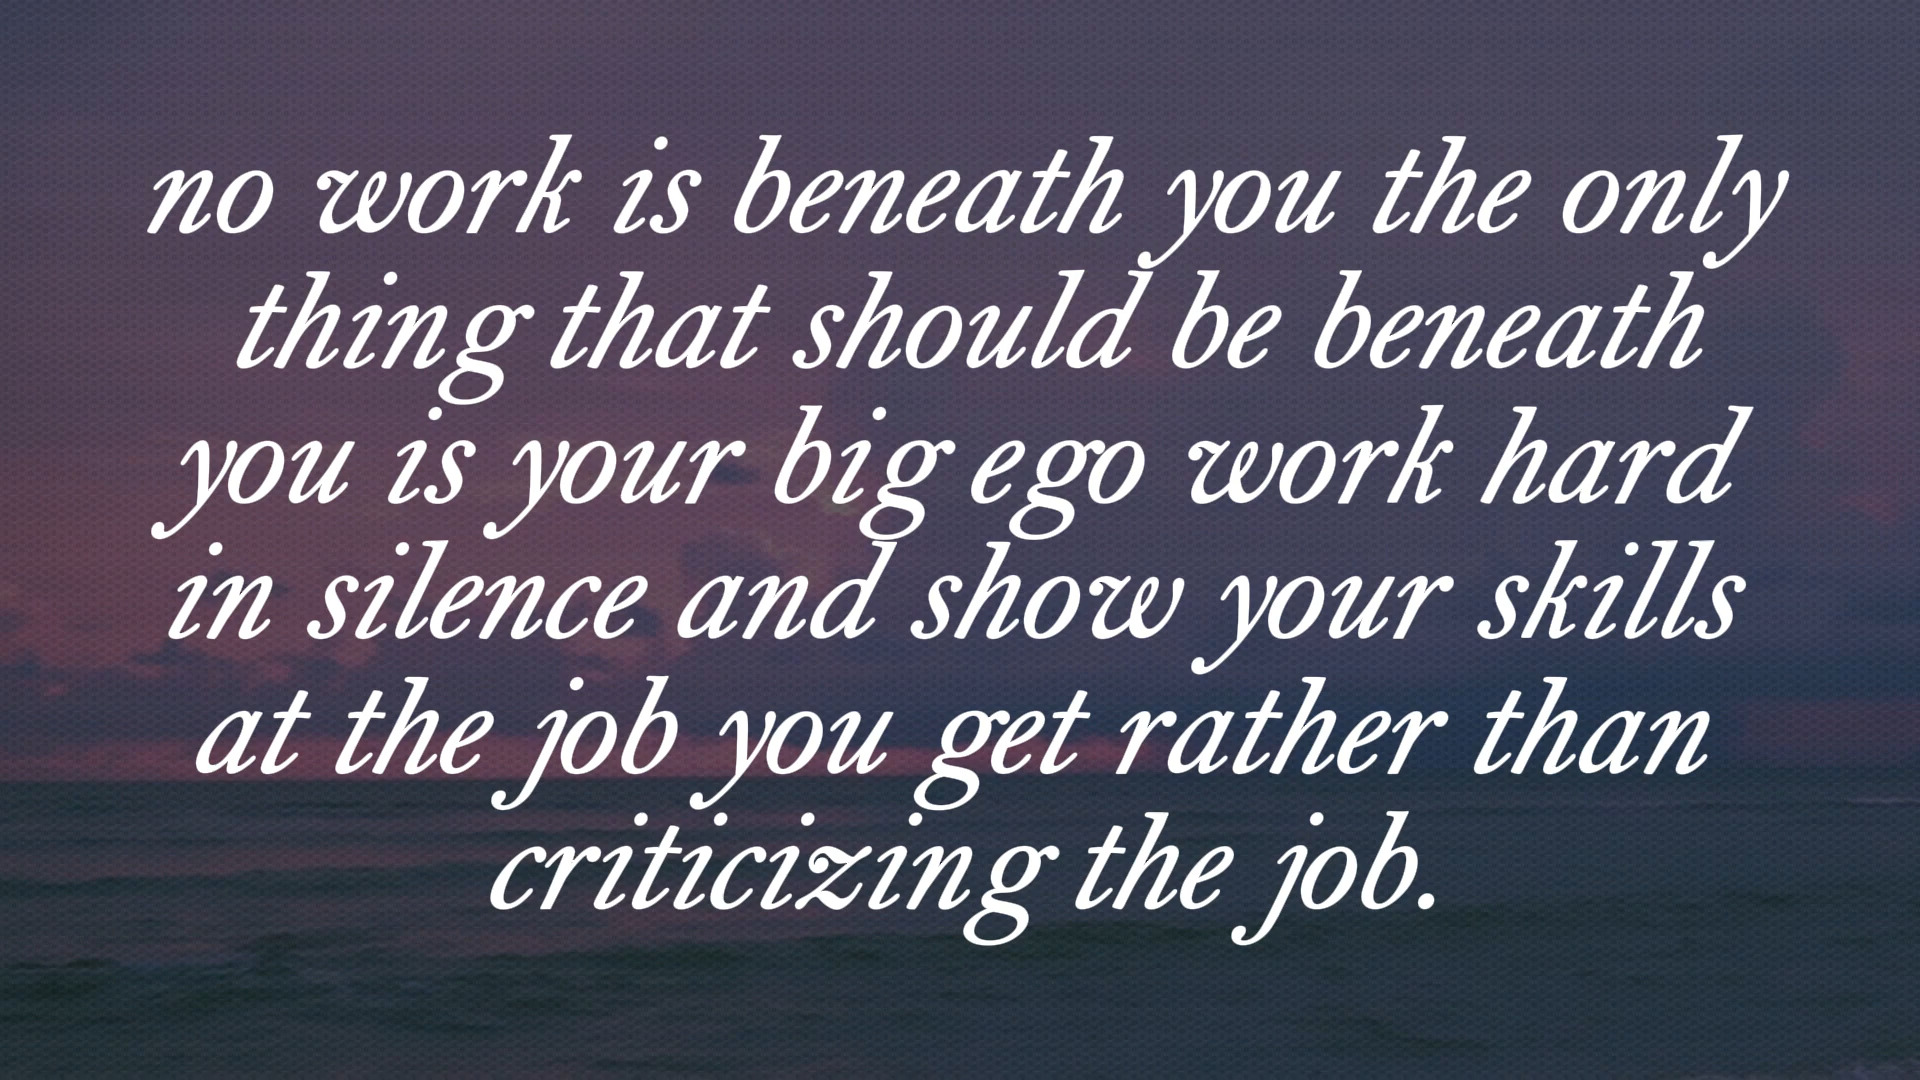 no work is beneath you the only
thing that should be beneath
you is your big ego work hard
in silence and show your skills
at the job you get rather than
criticizing the job.